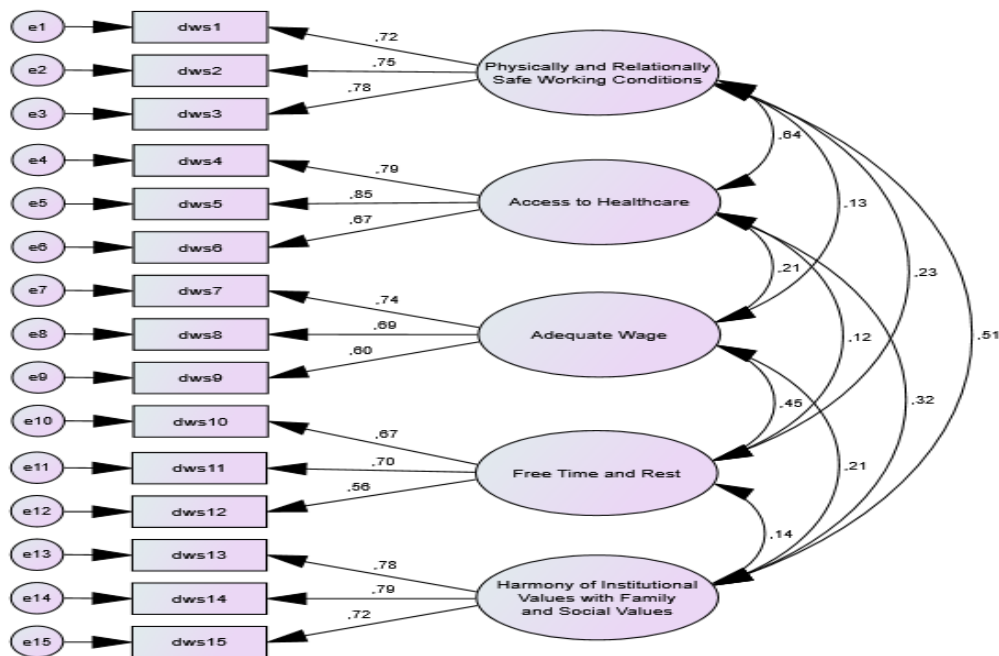 e1
dws1
.72
e2
dws2
.75
Physically and Relationally
Safe Working Conditions
e3
dws3
.78
.64
e4
dws4
.79
e5
dws5
.85
Access to Healthcare
.13
e6
dws6
.67
.21
.23
e7
dws7
.74
e8
dws8
.69
Adequate Wage
.12
.51
e9
dws9
.60
.45
.32
e10
dws10
.67
e11
dws11
.70
Free Time and Rest
.21
e12
dws12
.56
.14
e13
dws13
.78
e14
dws14
.79
Harmony of Institutional
Values with Family
and Social Values
e15
dws15
.72